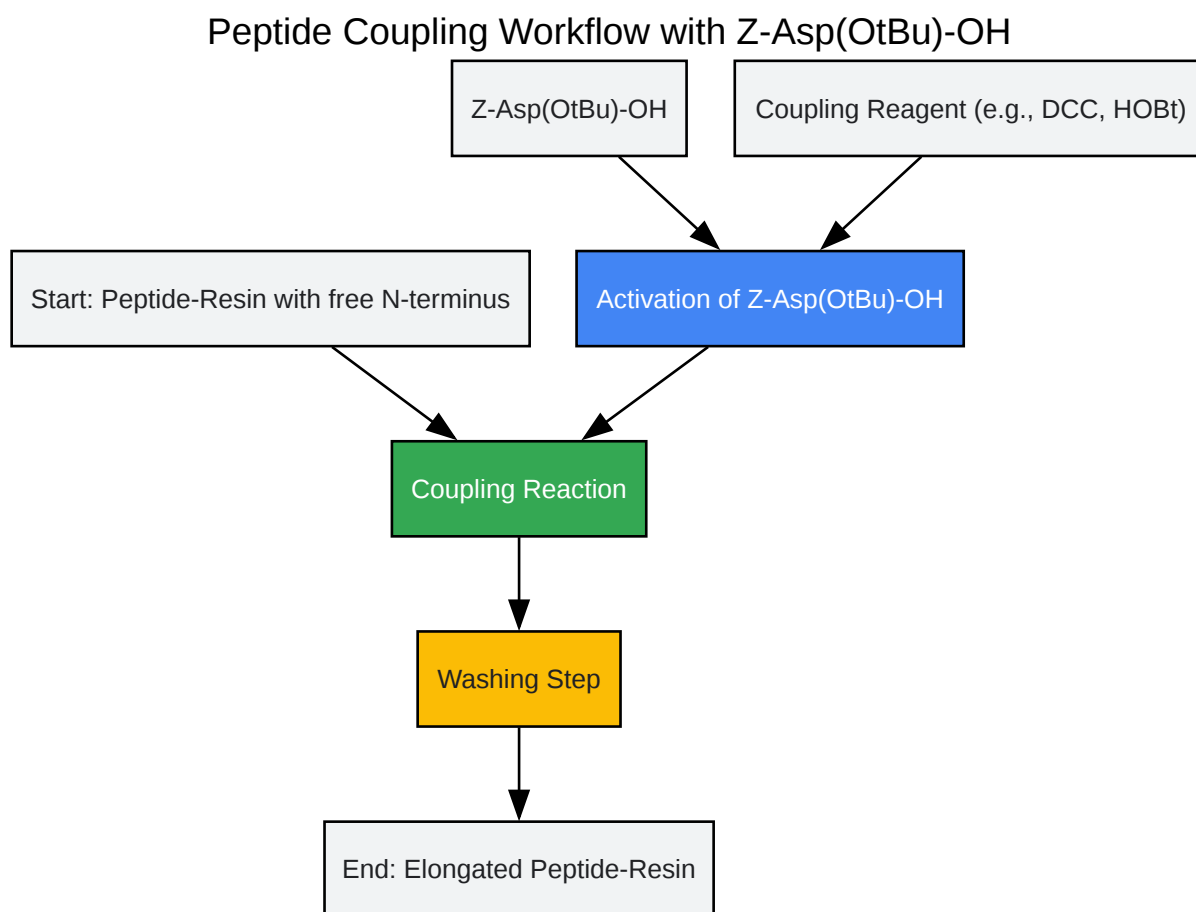 Peptide Coupling Workflow with Z-Asp(OtBu)-OH
Z-Asp(OtBu)-OH
Coupling Reagent (e.g., DCC, HOBt)
Start: Peptide-Resin with free N-terminus
Activation of Z-Asp(OtBu)-OH
Coupling Reaction
Washing Step
End: Elongated Peptide-Resin